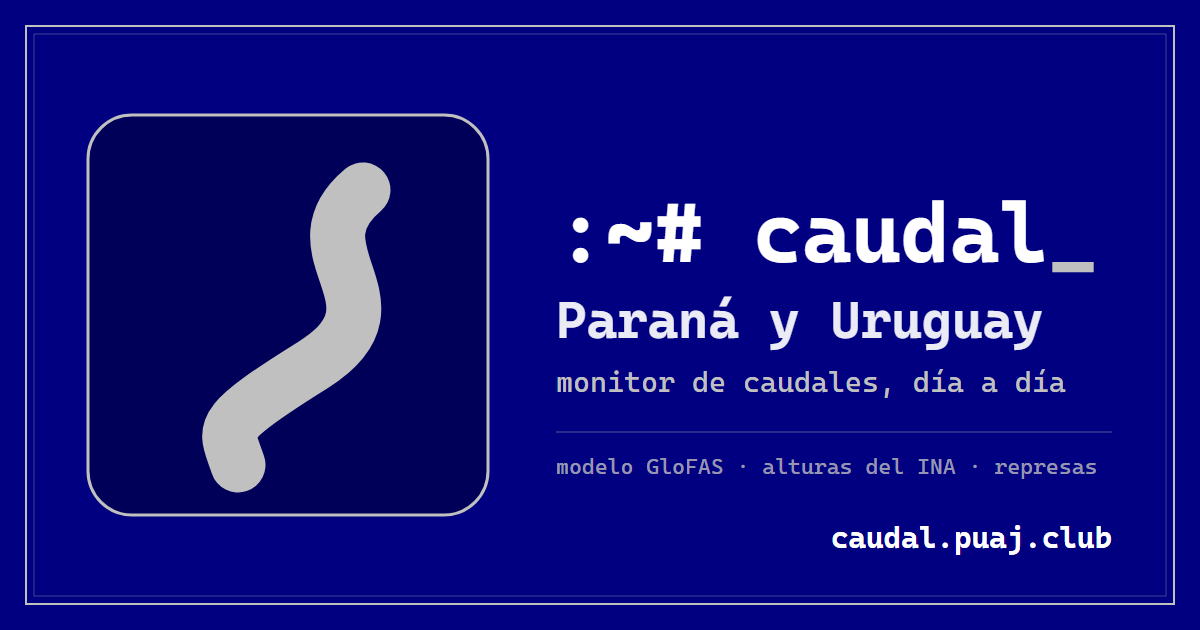 :~# caudal_
Paraná y Uruguay
monitor de caudales, día a día
modelo GloFAS · alturas del INA · represas
caudal.puaj.club